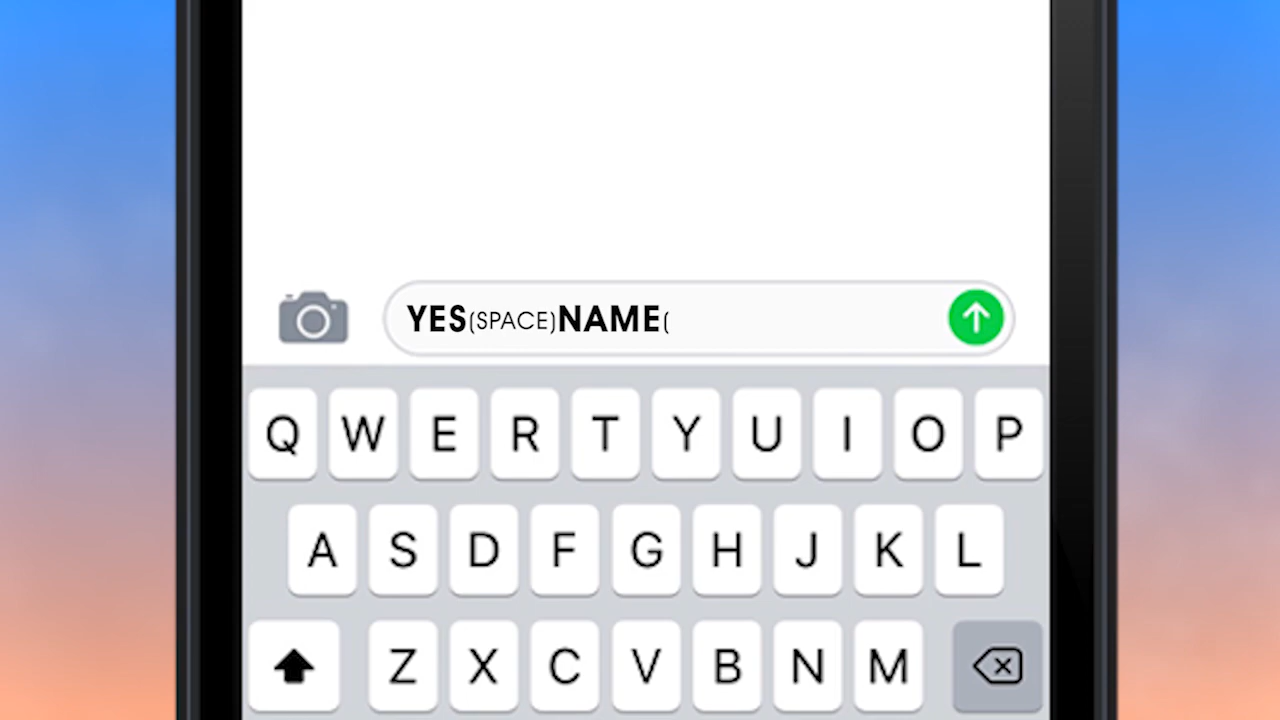 YES(SPACE)NAME(
Q W E R T Y U I O P
A S D F G H J K L
Z X C V B N M